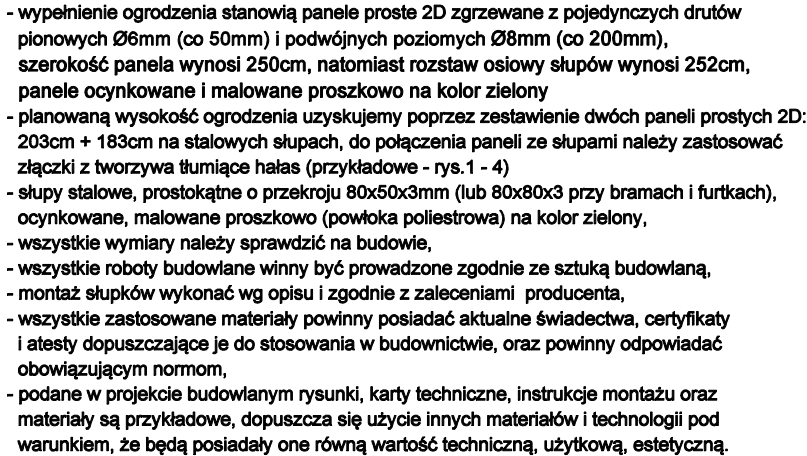 - wypełnienie ogrodzenia stanowią panele proste 2D zgrzewane z pojedynczych drutów
pionowych Ø6mm (co 50mm) i podwójnych poziomych Ø8mm (co 200mm),
szerokość panela wynosi 250cm, natomiast rozstaw osiowy słupów wynosi 252cm,
panele ocynkowane i malowane proszkowo na kolor zielony
- planowaną wysokość ogrodzenia uzyskujemy poprzez zestawienie dwóch paneli prostych 2D:
203cm + 183cm na stalowych słupach, do połączenia paneli ze słupami należy zastosować
złączki z tworzywa tłumiące hałas (przykładowe - rys.1 - 4)
- słupy stalowe, prostokątne o przekroju 80x50x3mm (lub 80x80x3 przy bramach i furtkach),
ocynkowane, malowane proszkowo (powłoka poliestrowa) na kolor zielony,
- wszystkie wymiary należy sprawdzić na budowie,
- wszystkie roboty budowlane winny być prowadzone zgodnie ze sztuką budowlaną,
- montaż słupków wykonać wg opisu i zgodnie z zaleceniami  producenta,
- wszystkie zastosowane materiały powinny posiadać aktualne świadectwa, certyfikaty
i atesty dopuszczające je do stosowania w budownictwie, oraz powinny odpowiadać
obowiązującym normom,
- podane w projekcie budowlanym rysunki, karty techniczne, instrukcje montażu oraz
materiały są przykładowe, dopuszcza się użycie innych materiałów i technologii pod
warunkiem, że będą posiadały one równą wartość techniczną, użytkową, estetyczną.